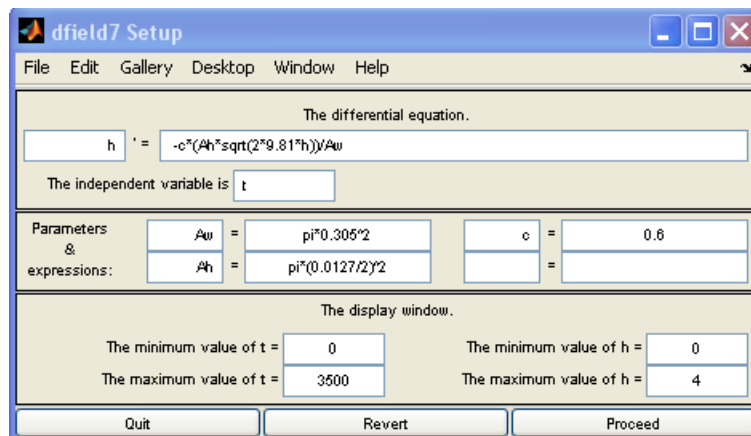 dfield7 Setup
File Edit Gallery Desktop Window Help
The differential equation.
h ' = -c*(Ah*sqrt(2*9.81*h))/Aw
The independent variable is t
Parameters & expressions:
Aw = pi*0.305^2 c = 0.6
Ah = pi*(0.0127/2)^2 =
The display window.
The minimum value of t = 0 The minimum value of h = 0
The maximum value of t = 3500 The maximum value of h = 4
Quit Revert Proceed